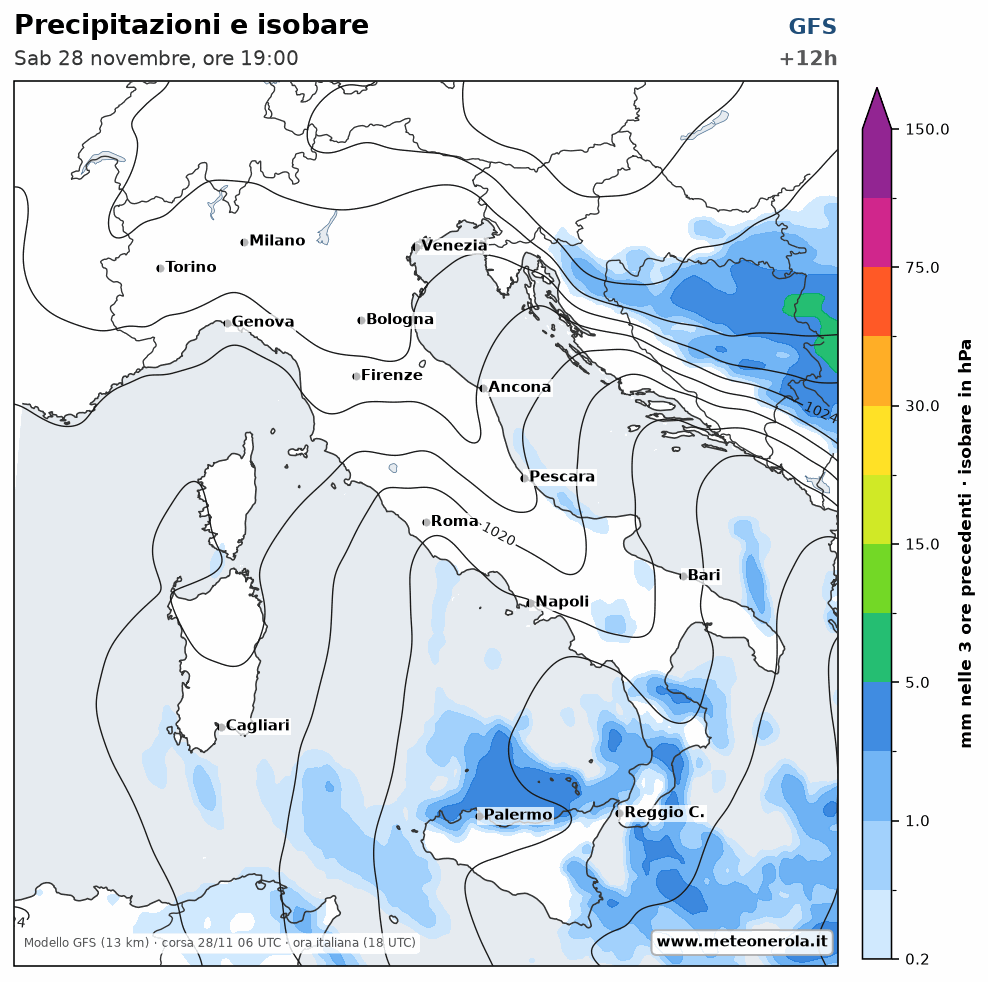 Precipitazioni e isobare
GFS
Sab 28 novembre, ore 19:00
+12h
150.0
75.0
30.0
15.0
5.0
1.0
0.2
mm nelle 3 ore precedenti · isobare in hPa
Milano
Venezia
Torino
Genova
Bologna
Firenze
Ancona
1024
Pescara
Roma
1020
Bari
Napoli
Cagliari
Palermo
Reggio C.
Modello GFS (13 km) · corsa 28/11 06 UTC · ora italiana (18 UTC)
www.meteonerola.it